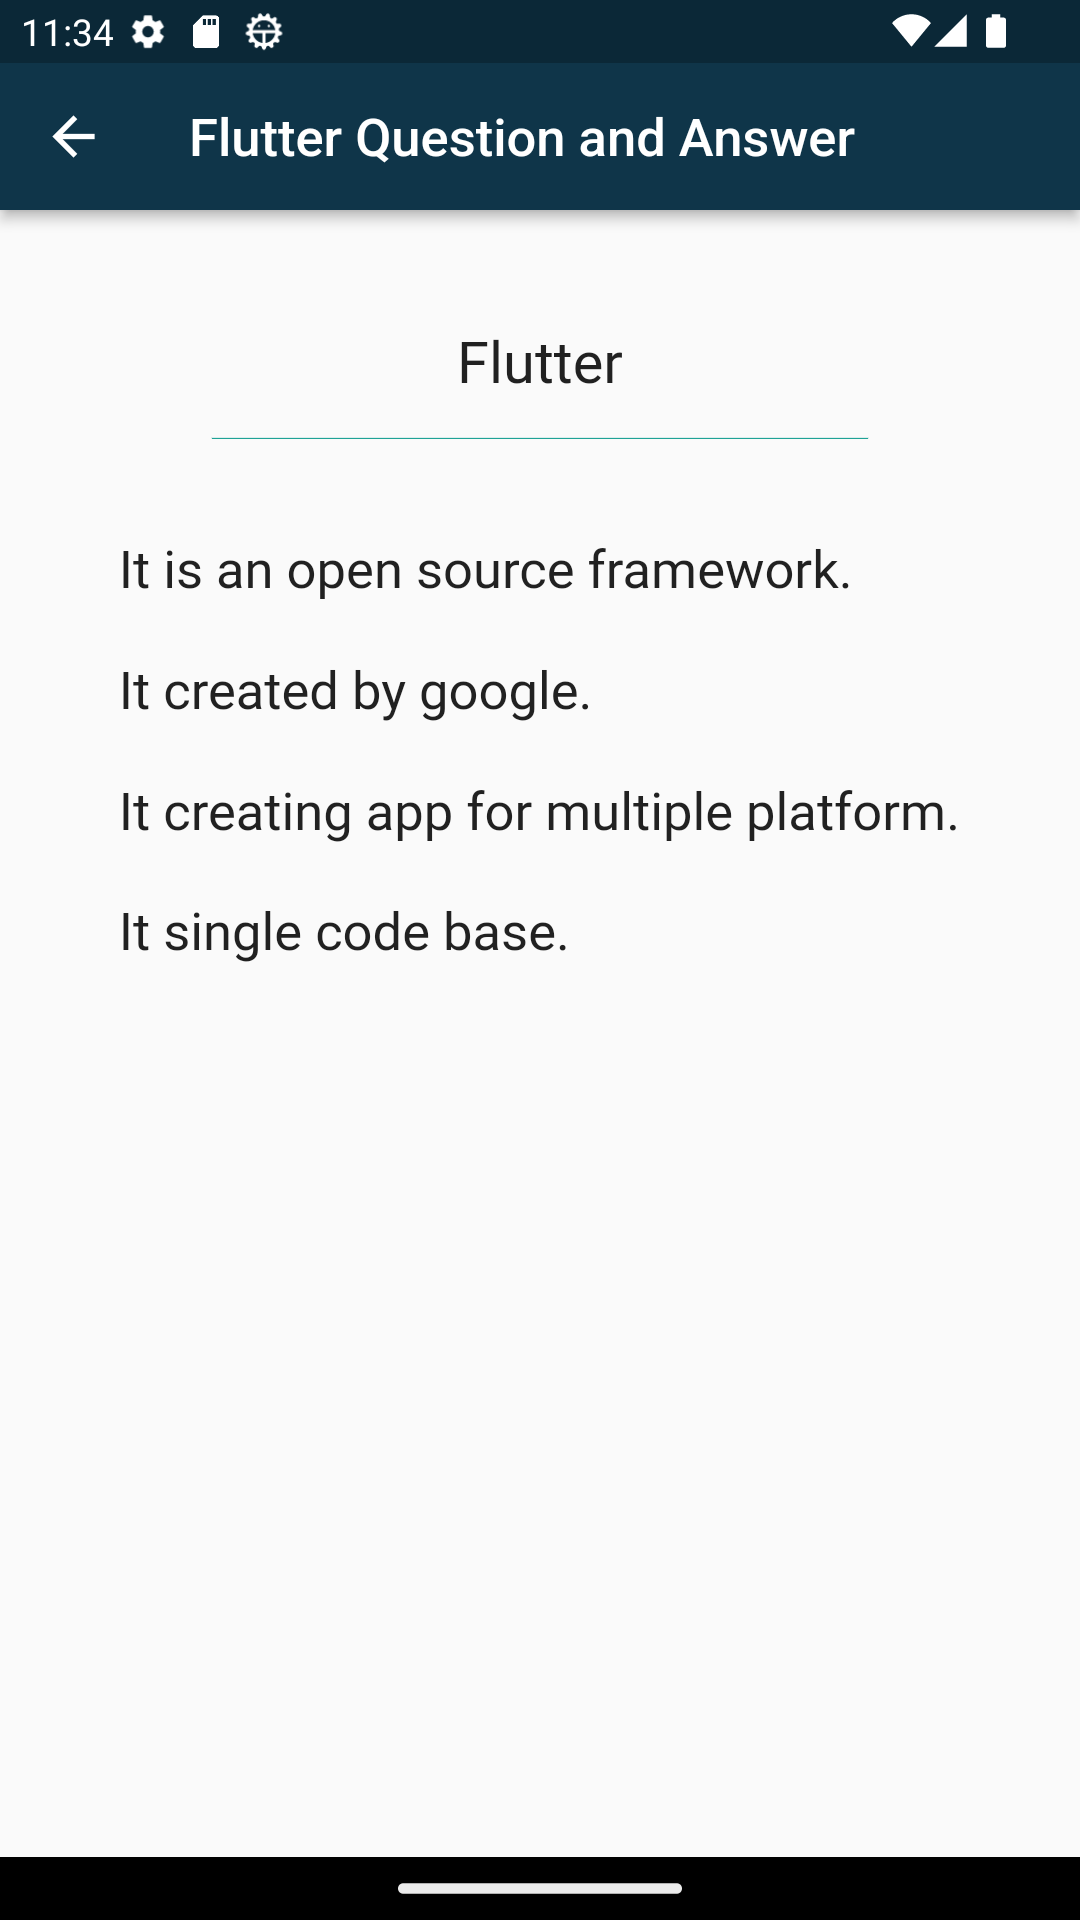 11:34
Flutter Question and Answer
Flutter
It is an open source framework.
It created by google.
It creating app for multiple platform.
It single code base.